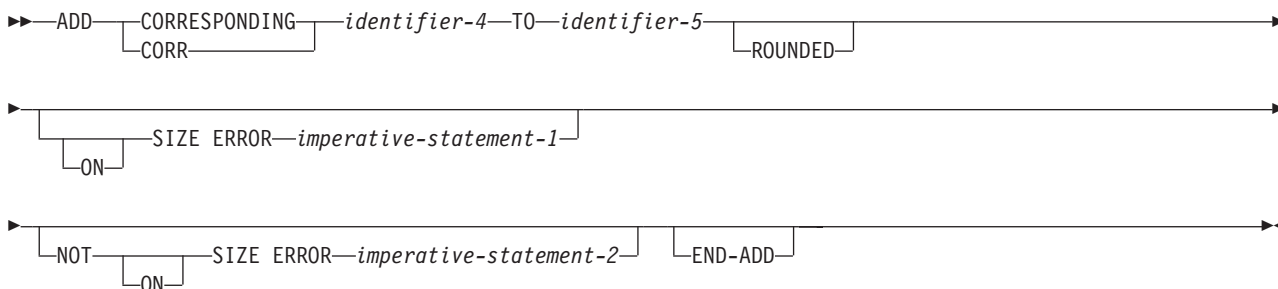 ADD CORRESPONDING identifier-4 TO identifier-5
CORR ROUNDED
SIZE ERROR imperative-statement-1
ON
NOT SIZE ERROR imperative-statement-2 END-ADD
ON